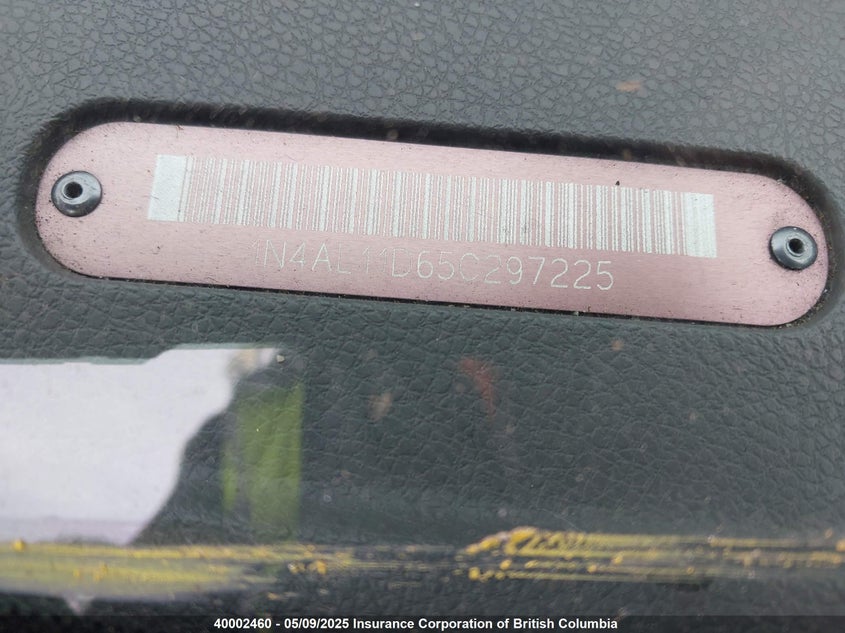 1N4AL11D65C297225
40002460 - 05/09/2025 Insurance Corporation of British Columbia